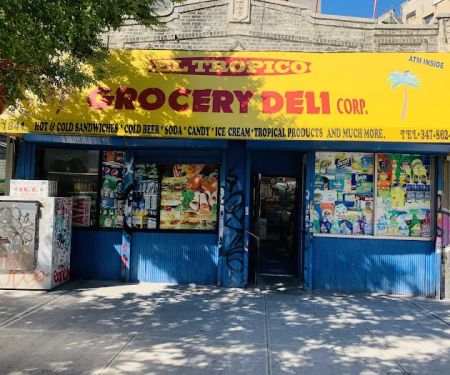 EL TROPICO
ATM INSIDE
GROCERY DELI CORP.
1841 HOT & COLD SANDWICHES * COLD BEER * SODA * CANDY * ICE CREAM * TROPICAL PRODUCTS AND MUCH MORE. TEL-347-862